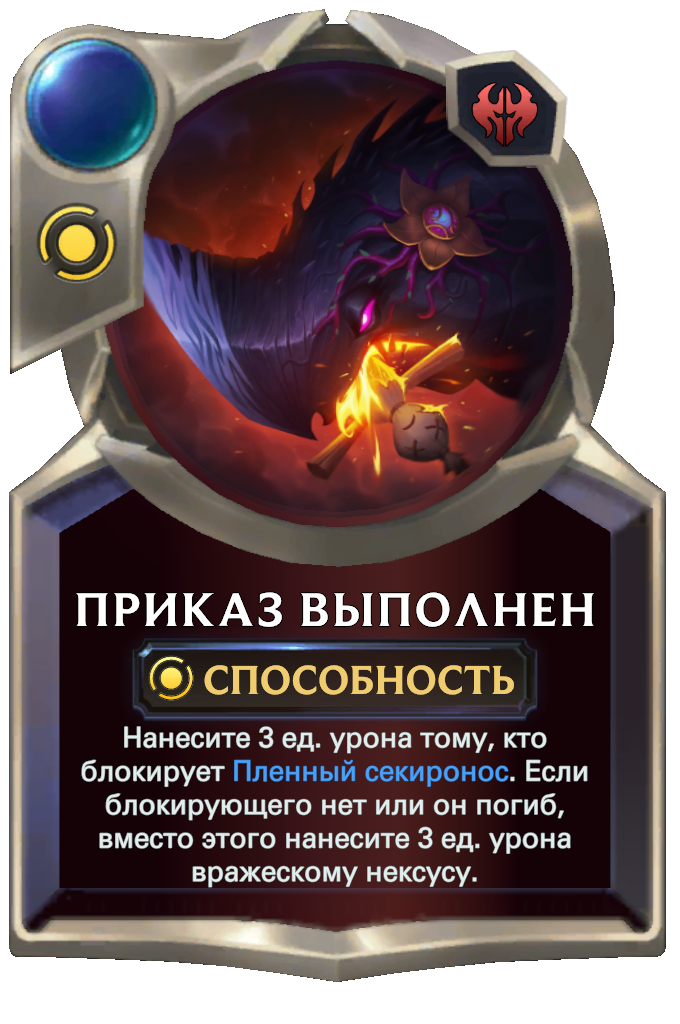 ПРИКАЗ ВЫПОЛНЕН
СПОСОБНОСТЬ
Нанесите 3 ед. урона тому, кто
блокирует Пленный секиронос. Если
блокирующего нет или он погиб,
вместо этого нанесите 3 ед. урона
вражескому нексусу.